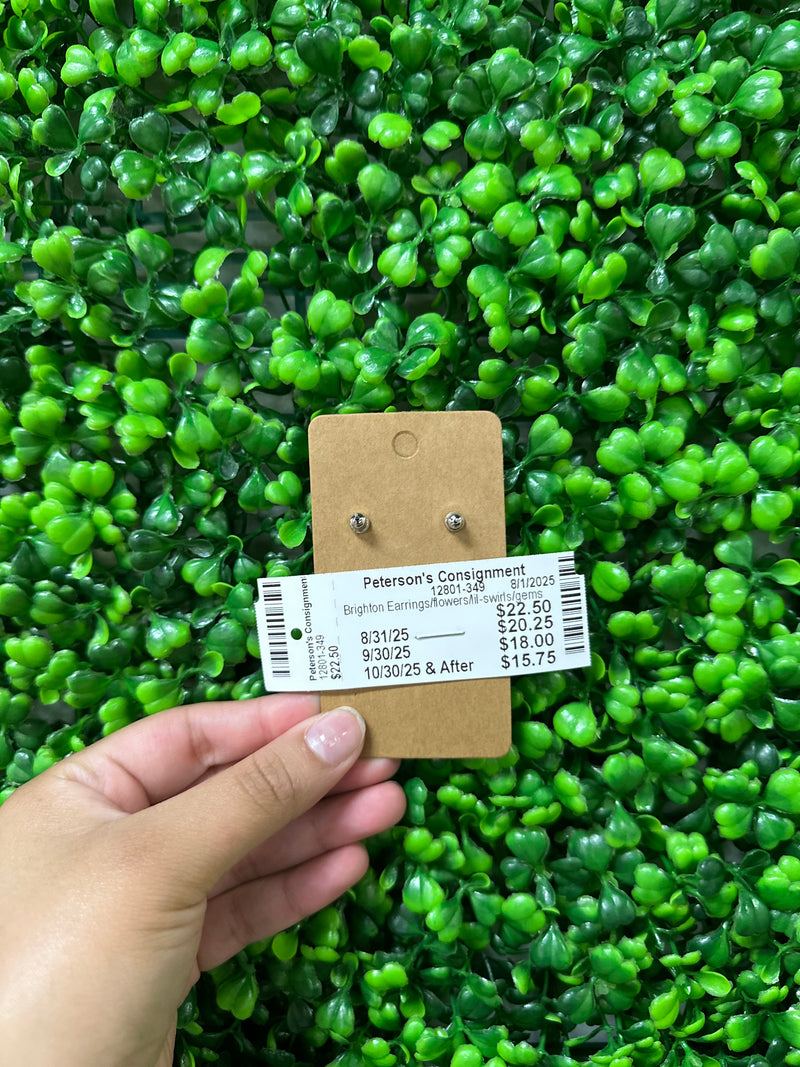 Peterson's Consignment
12801-349 8/1/2025
Brighton Earrings/flowers/lil-swirls/gems
$22.50
8/31/25 $20.25
9/30/25 $18.00
10/30/25 & After $15.75
Peterson's Consignment
12801-349
$22.50